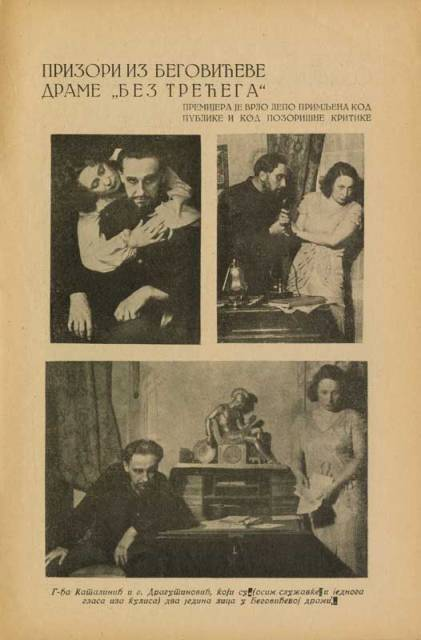 ПРИЗОРИ ИЗ БЕГОВИЋЕВЕ
ДРАМЕ „БЕЗ ТРЕЋЕГА“
ПРЕМИЈЕРА ЈЕ ВРЛО ЛЕПО ПРИМЉЕНА КОД
ПУБЛИКЕ И КОД ПОЗОРИШНЕ КРИТИКЕ
Г-ђа Каталинић и г. Драгутиновић, који су (осим служавке и једнога
гласа иза кулиса) два једина лица у Беговићевој драми